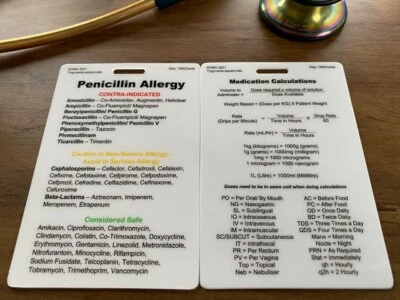 Penicillin Allergy
CONTRA-INDICATED
Amoxicillin – Co-Amoxiclav, Augmentin, Heliclear
Ampicillin – Co-Fluampicil/ Magnapen
Benzylpenicillin/ Penicillin G
Flucloxacillin – Co-Fluampicil/ Magnapen
Phenoxymethylpenicillin/ Penicillin V
Piperacillin – Tazocin
Pivmecillinam
Ticarcillin – Timentin
Caution in Non-Severe Allergy -
Avoid in Serious Allergy
Cephalosporins – Cefaclor, Cefadroxil, Cefalexin,
Cefixime, Cefotaxime, Cefpirome, Cefpodoxime,
Cefprozil, Cefradine, Ceftazidime, Ceftriaxone,
Cefuroxime
Beta-Lactams – Aztreonam, Imipenem,
Meropenem, Ertapenem
Considered Safe
Amikacin, Ciprofloxacin, Clarithromycin,
Clindamycin, Colistin, Co-Trimoxazole, Doxycycline,
Erythromycin, Gentamicin, Linezolid, Metronidazole,
Nitrofurantoin, Minocycline, Rifampicin,
Sodium Fusidate, Teicoplanin, Tetracycline,
Tobramycin, Trimethoprim, Vancomycin
Medication Calculations
Volume to Administer = Dose required x volume of solution
Dose Available
Weight Based = (Dose per KG) X Patient Weight
Rate (Drips per Minute) = Volume / Time in Hours x Drop Rate / 60
Rate (mL/hr) = Volume
Time in Hours
1kg (kilograms) = 1000g (grams)
1g (grams) = 1000mg (milligram)
1mg = 1000 micrograms
1 microgram = 1000 nanogram
1L (Litre) = 1000ml (Millilitre)
Doses need to be in same unit when doing calculations
PO = Per Oral/ By Mouth
NG = Nasogastric
SL = Sublingual
IO = Intraosseous
IV = Intravenous
IM = Intramuscular
SC/SUBCUT = Subcutaneous
IT = Intrathecal
PR = Per Rectum
PV = Per Vagina
Top = Topical
Neb = Nebuliser
AC = Before Food
PC = After Food
OD = Once Daily
BD = Twice Daily
TDS = Three Times a Day
QDS = Four Times a Day
Mane = Morning
Nocte = Night
PRN = As Required
Stat = Immediately
qh = Hourly
q2h = 2 Hourly